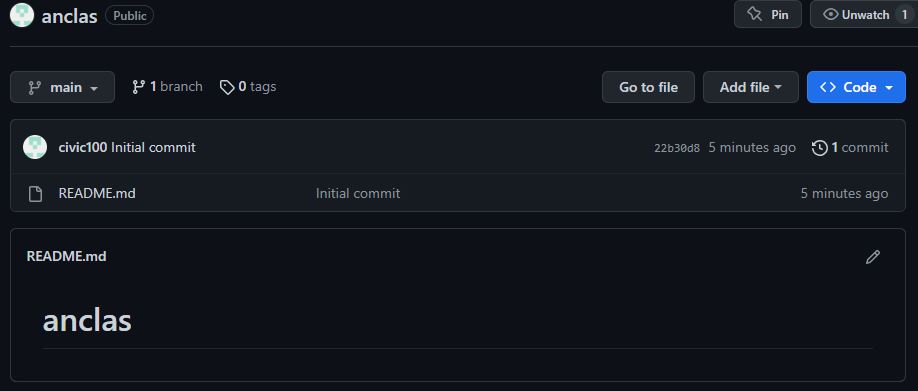 anclas Public Pin Unwatch 1
main 1 branch 0 tags Go to file Add file Code
civic100 Initial commit 22b30d8 5 minutes ago 1 commit
README.md Initial commit 5 minutes ago
README.md
anclas